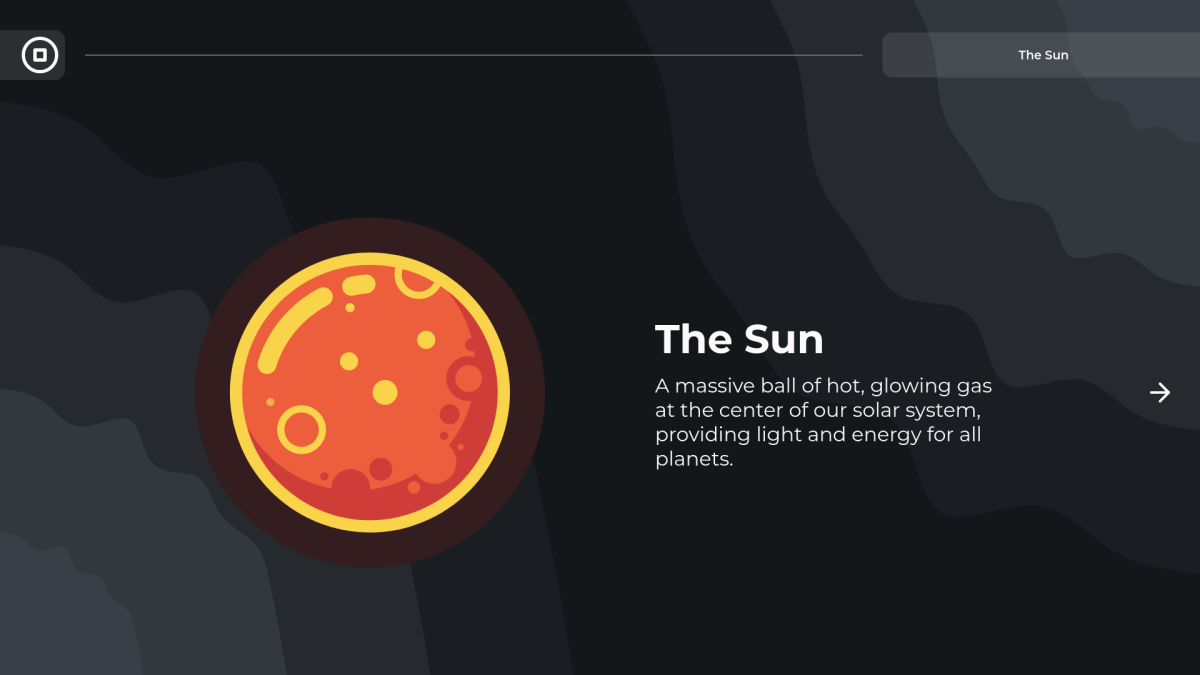 The Sun
The Sun
A massive ball of hot, glowing gas
at the center of our solar system,
providing light and energy for all
planets.